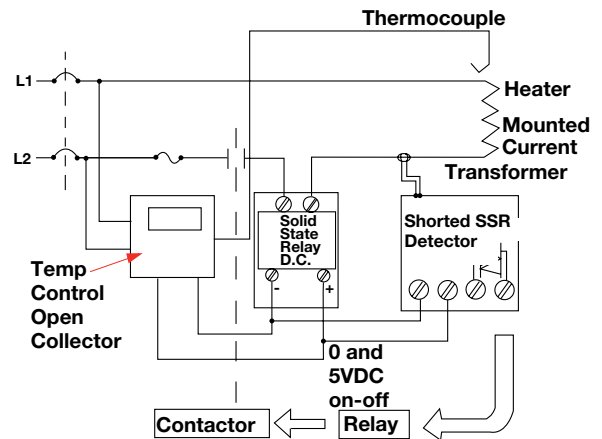 Thermocouple
L1
Heater
Mounted
Current
Transformer
L2
Solid
State
Relay
D.C.
- +
Shorted SSR
Detector
Temp
Control
Open
Collector
0 and
5VDC
on-off
Contactor
Relay